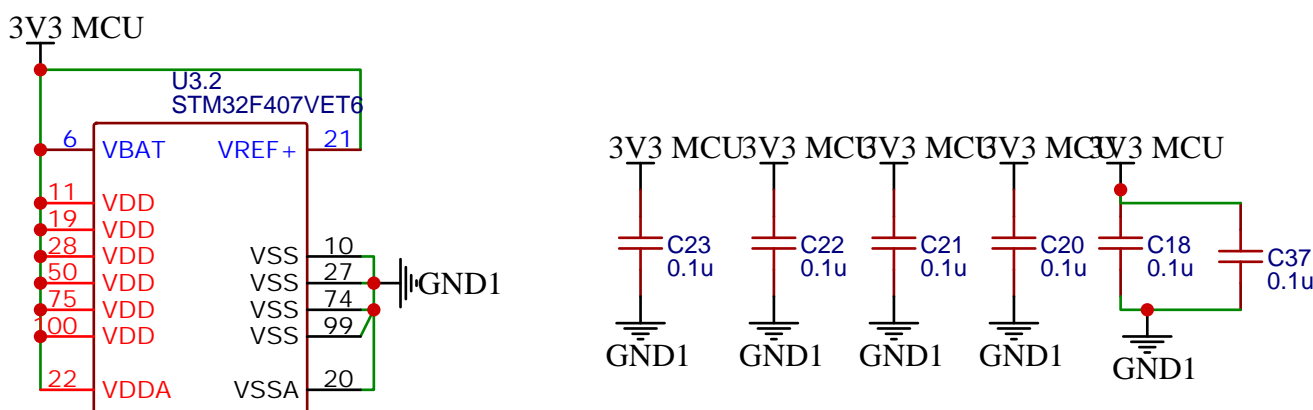 3V3 MCU
U3.2
STM32F407VET6
6 VBAT VREF+ 21
11 VDD
19 VDD
28 VDD VSS 10
50 VDD VSS 27 GND1
75 VDD VSS 74
100 VDD VSS 99
22 VDDA VSSA 20
3V3 MCU 3V3 MCU 3V3 MCU 3V3 MCU 3V3 MCU
C23 C22 C21 C20 C18 C37
0.1u 0.1u 0.1u 0.1u 0.1u 0.1u
GND1 GND1 GND1 GND1 GND1